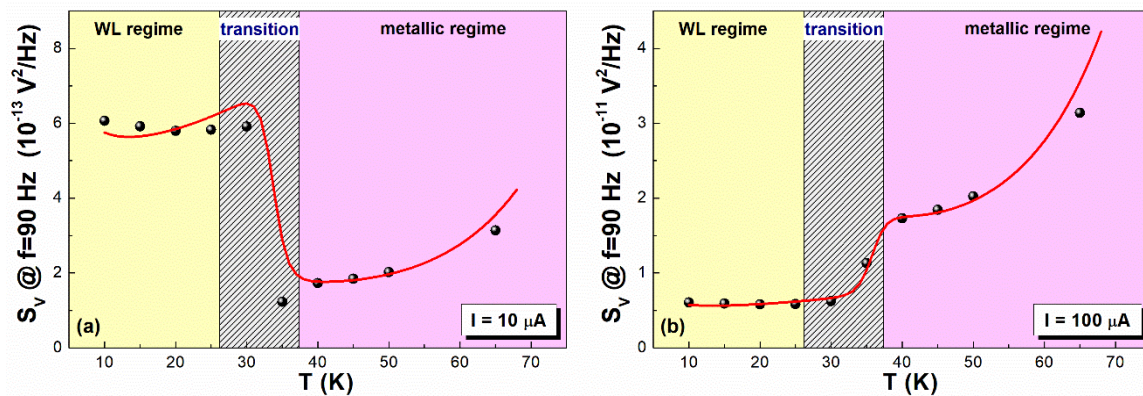 WL regime
transition
metallic regime
8
6
4
2
0
S_V @ f=90 Hz (10^-13 V^2/Hz)
(a)
I = 10 μA
10 20 30 40 50 60 70
T (K)
WL regime
transition
metallic regime
4
3
2
1
0
S_V @ f=90 Hz (10^-11 V^2/Hz)
(b)
I = 100 μA
10 20 30 40 50 60 70
T (K)